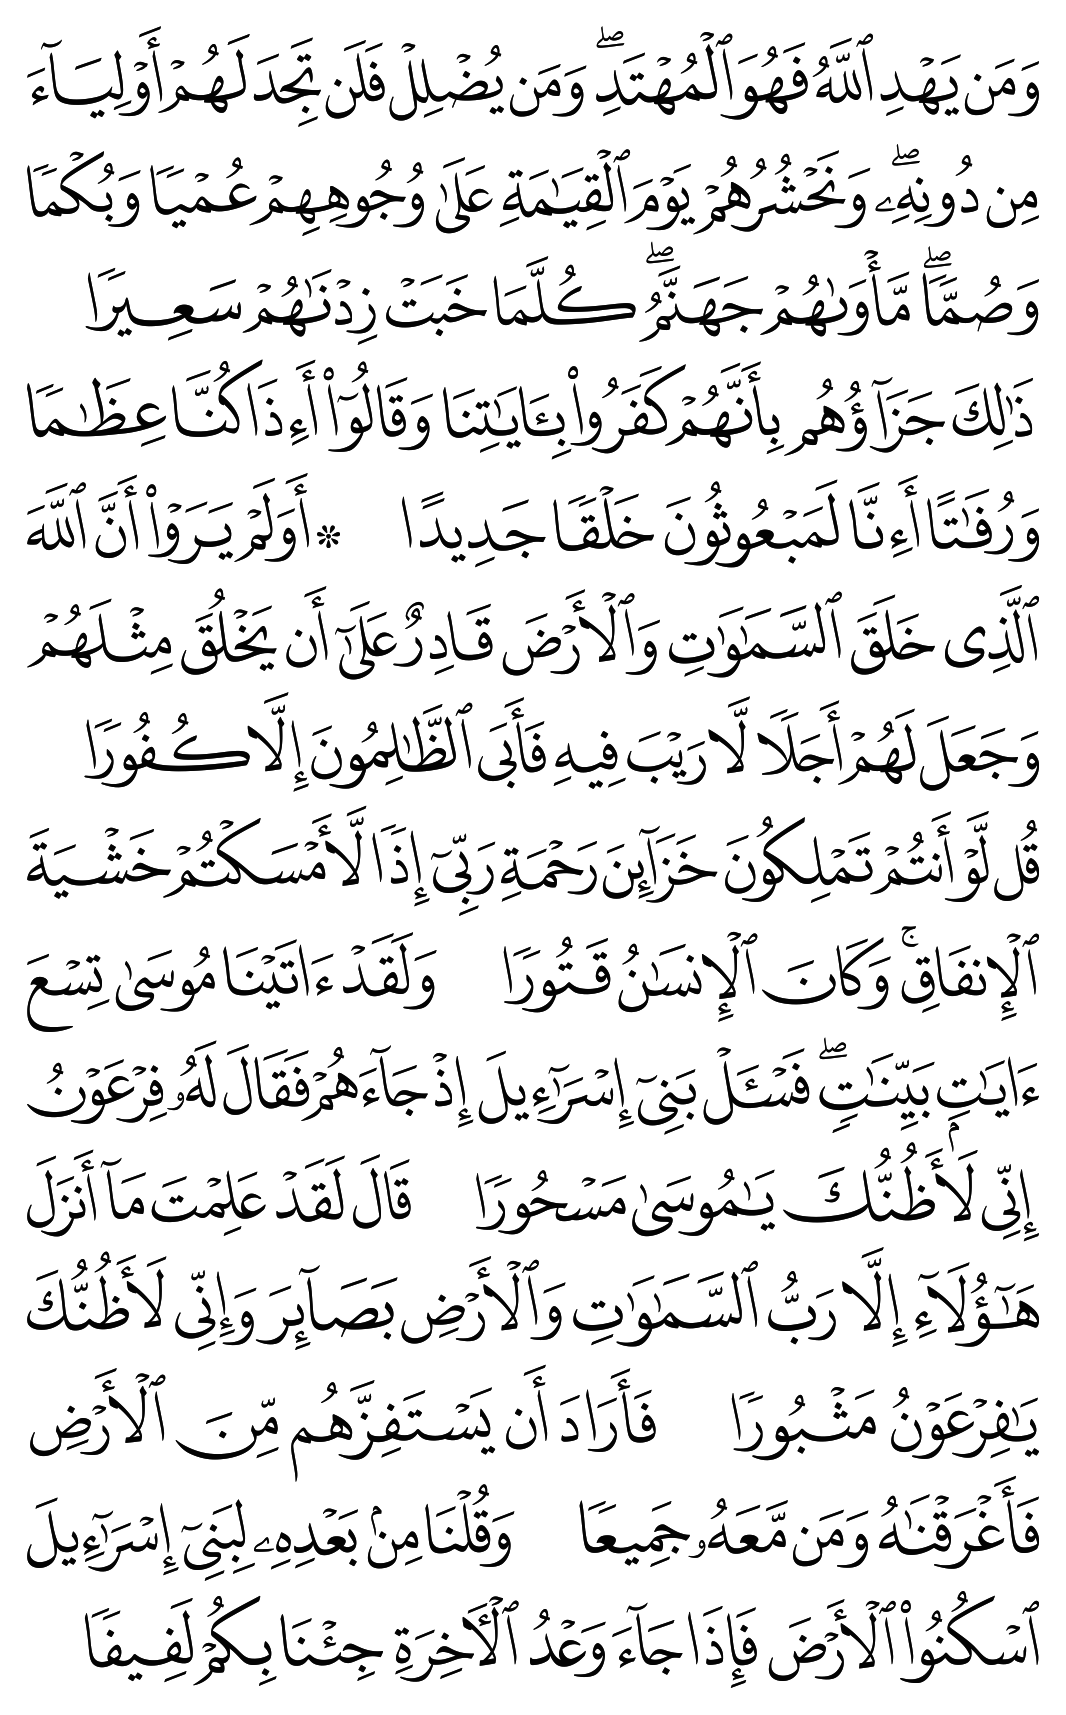 وَمَن يَهْدِ ٱللَّهُ فَهُوَ ٱلْمُهْتَدِۖ وَمَن يُضْلِلْ فَلَن تَجِدَ لَهُمْ أَوْلِيَآءَ
مِن دُونِهِۦۖ وَنَحْشُرُهُمْ يَوْمَ ٱلْقِيَـٰمَةِ عَلَىٰ وُجُوهِهِمْ عُمْيًا وَبُكْمًا
وَصُمًّاۖ مَّأْوَىٰهُمْ جَهَنَّمُۖ كُلَّمَا خَبَتْ زِدْنَـٰهُمْ سَعِيرًا
ذَٰلِكَ جَزَآؤُهُم بِأَنَّهُمْ كَفَرُوا۟ بِـَٔايَـٰتِنَا وَقَالُوٓا۟ أَءِذَا كُنَّا عِظَـٰمًا
وَرُفَـٰتًا أَءِنَّا لَمَبْعُوثُونَ خَلْقًا جَدِيدًا * أَوَلَمْ يَرَوْا۟ أَنَّ ٱللَّهَ
ٱلَّذِى خَلَقَ ٱلسَّمَـٰوَٰتِ وَٱلْأَرْضَ قَادِرٌ عَلَىٰٓ أَن يَخْلُقَ مِثْلَهُمْ
وَجَعَلَ لَهُمْ أَجَلًا لَّا رَيْبَ فِيهِ فَأَبَى ٱلظَّـٰلِمُونَ إِلَّا كُفُورًا
قُل لَّوْ أَنتُمْ تَمْلِكُونَ خَزَآئِنَ رَحْمَةِ رَبِّىٓ إِذًا لَّأَمْسَكْتُمْ خَشْيَةَ
ٱلْإِنفَاقِۚ وَكَانَ ٱلْإِنسَـٰنُ قَتُورًا وَلَقَدْ ءَاتَيْنَا مُوسَىٰ تِسْعَ
ءَايَـٰتٍۭ بَيِّنَـٰتٍۖ فَسْـَٔلْ بَنِىٓ إِسْرَٰٓءِيلَ إِذْ جَآءَهُمْ فَقَالَ لَهُۥ فِرْعَوْنُ
إِنِّى لَأَظُنُّكَ يَـٰمُوسَىٰ مَسْحُورًا قَالَ لَقَدْ عَلِمْتَ مَآ أَنزَلَ
هَـٰٓؤُلَآءِ إِلَّا رَبُّ ٱلسَّمَـٰوَٰتِ وَٱلْأَرْضِ بَصَآئِرَ وَإِنِّى لَأَظُنُّكَ
يَـٰفِرْعَوْنُ مَثْبُورًا فَأَرَادَ أَن يَسْتَفِزَّهُم مِّنَ ٱلْأَرْضِ
فَأَغْرَقْنَـٰهُ وَمَن مَّعَهُۥ جَمِيعًا وَقُلْنَا مِنۢ بَعْدِهِۦ لِبَنِىٓ إِسْرَٰٓءِيلَ
ٱسْكُنُوا۟ ٱلْأَرْضَ فَإِذَا جَآءَ وَعْدُ ٱلْـَٔاخِرَةِ جِئْنَا بِكُمْ لَفِيفًا